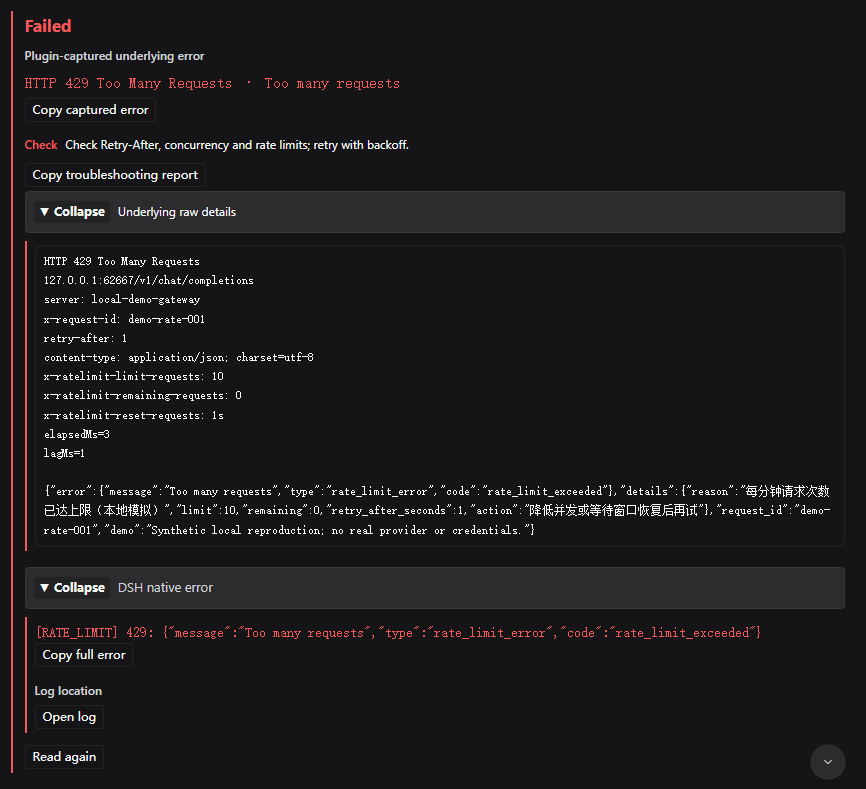 Failed
Plugin-captured underlying error
HTTP 429 Too Many Requests · Too many requests
Copy captured error
Check Check Retry-After, concurrency and rate limits; retry with backoff.
Copy troubleshooting report
▼ Collapse Underlying raw details
HTTP 429 Too Many Requests
127.0.0.1:62667/v1/chat/completions
server: local-demo-gateway
x-request-id: demo-rate-001
retry-after: 1
content-type: application/json; charset=utf-8
x-ratelimit-limit-requests: 10
x-ratelimit-remaining-requests: 0
x-ratelimit-reset-requests: 1s
elapsedMs=3
lagMs=1
{"error":{"message":"Too many requests","type":"rate_limit_error","code":"rate_limit_exceeded"},"details":{"reason":"每分钟请求次数
已达上限（本地模拟）","limit":10,"remaining":0,"retry_after_seconds":1,"action":"降低并发或等待窗口恢复后再试"},"request_id":"demo-
rate-001","demo":"Synthetic local reproduction; no real provider or credentials."}
▼ Collapse DSH native error
[RATE_LIMIT] 429: {"message":"Too many requests","type":"rate_limit_error","code":"rate_limit_exceeded"}
Copy full error
Log location
Open log
Read again